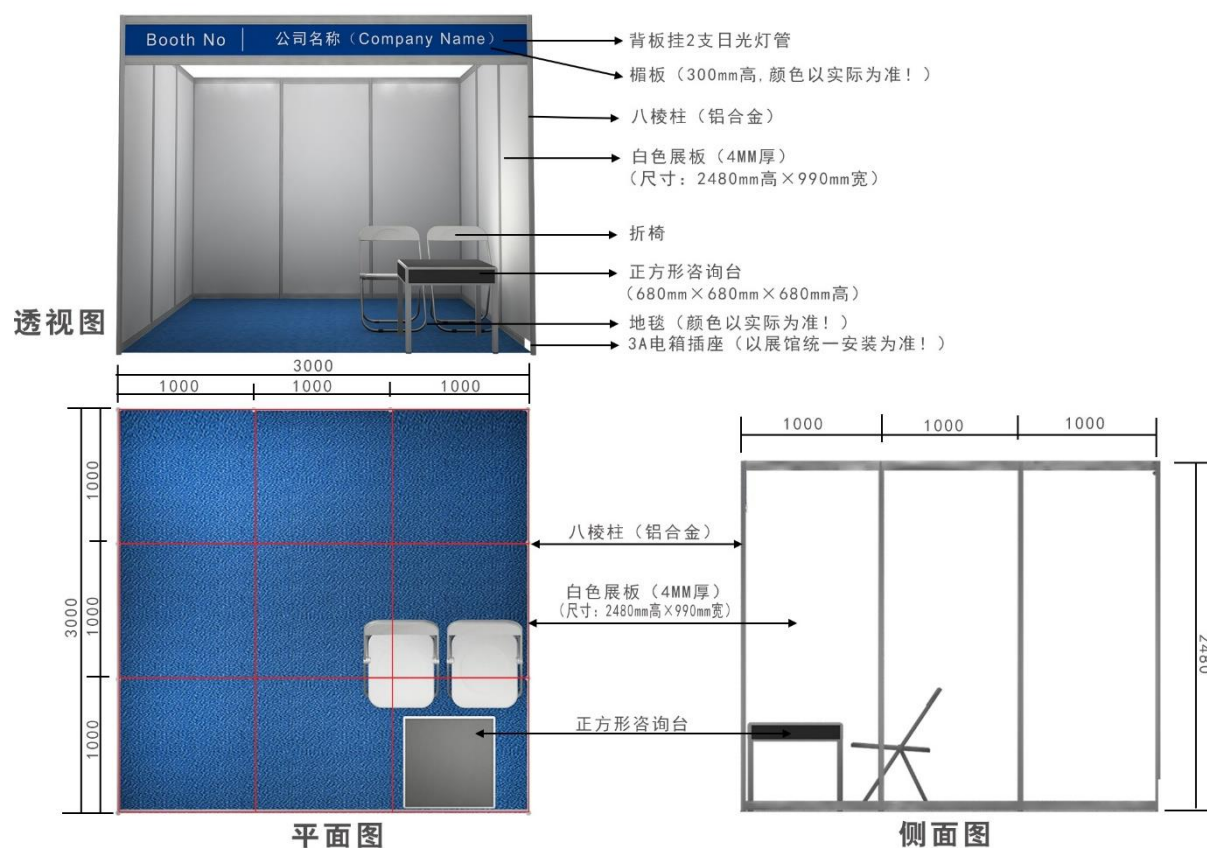 Booth No
公司名称（Company Name）
背板挂2支日光灯管
楣板（300mm高，颜色以实际为准！）
八棱柱（铝合金）
白色展板（4MM厚）
（尺寸：2480mm高×990mm宽）
折椅
正方形咨询台
（680mm×680mm×680mm高）
地毯（颜色以实际为准！）
3A电箱插座（以展馆统一安装为准！）
透视图
3000
1000
1000
1000
3000
1000
1000
1000
平面图
八棱柱（铝合金）
白色展板（4MM厚）
（尺寸：2480mm高×990mm宽）
正方形咨询台
1000
1000
1000
2480
侧面图